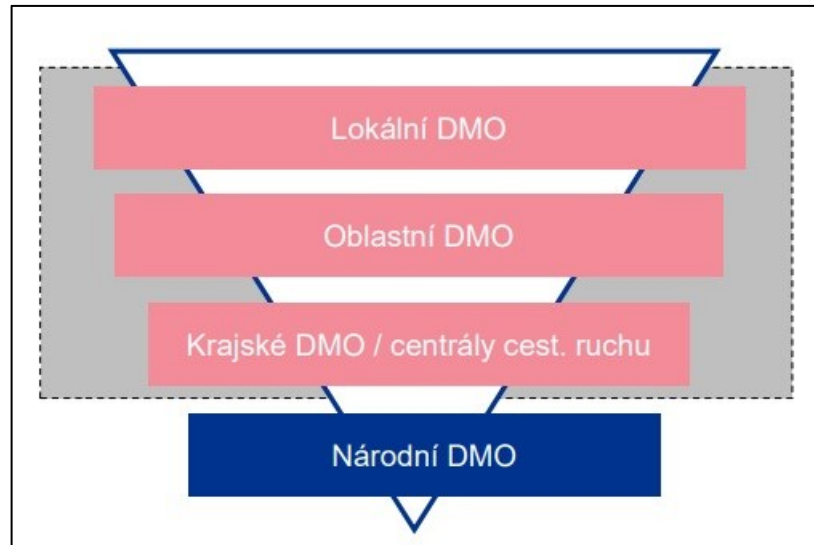 Lokální DMO
Oblastní DMO
Krajské DMO / centrály cest. ruchu
Národní DMO